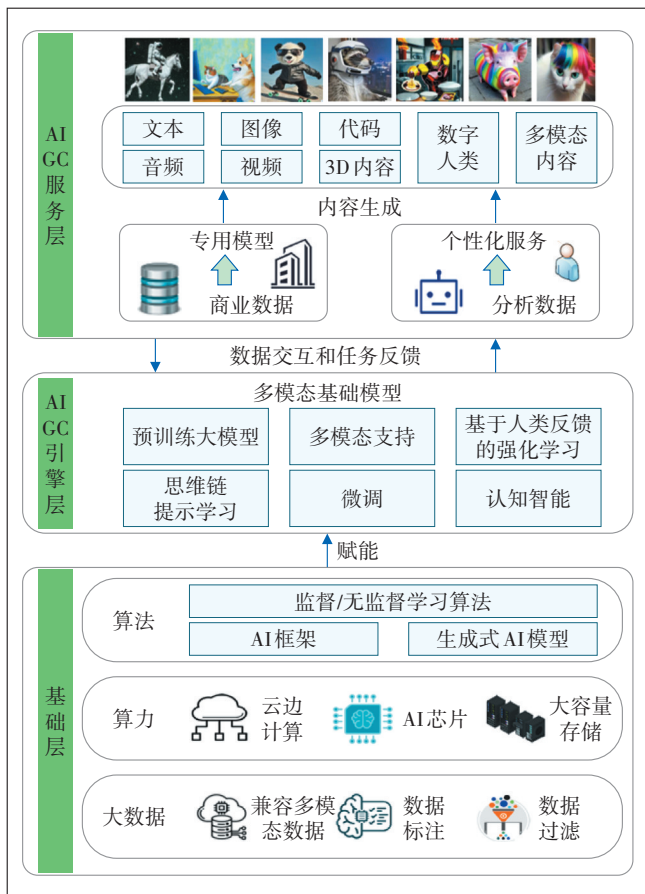 AIGC服务层
文本
图像
代码
数字
人类
多模态
内容
音频
视频
3D内容
内容生成
专用模型
商业数据
个性化服务
分析数据
数据交互和任务反馈
AIGC引擎层
多模态基础模型
预训练大模型
多模态支持
基于人类反馈
的强化学习
思维链
提示学习
微调
认知智能
赋能
基础层
算法
监督/无监督学习算法
AI框架
生成式AI模型
算力
云边
计算
AI芯片
大容量
存储
大数据
兼容多模
态数据
数据
标注
数据
过滤